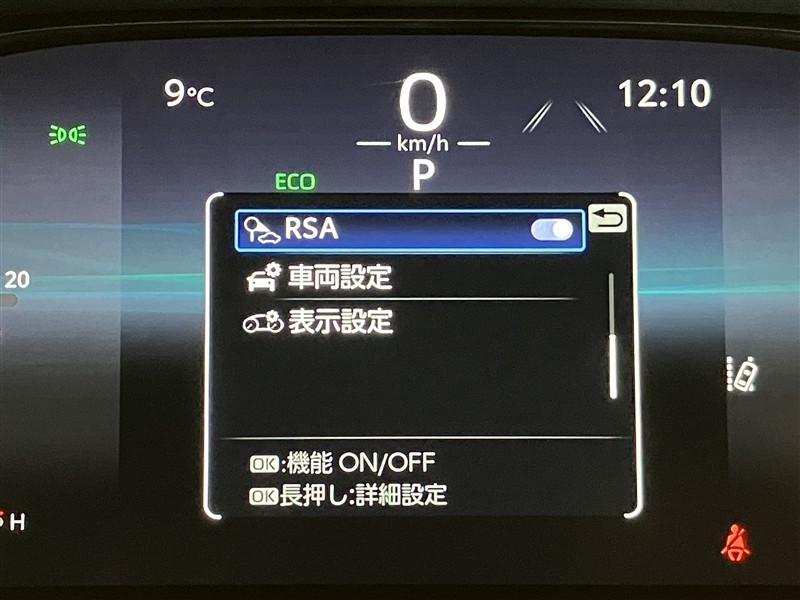 9°C
0
12:10
km/h
P
ECO
RSA
車両設定
20
表示設定
OK:機能 ON/OFF
OK長押し:詳細設定
H